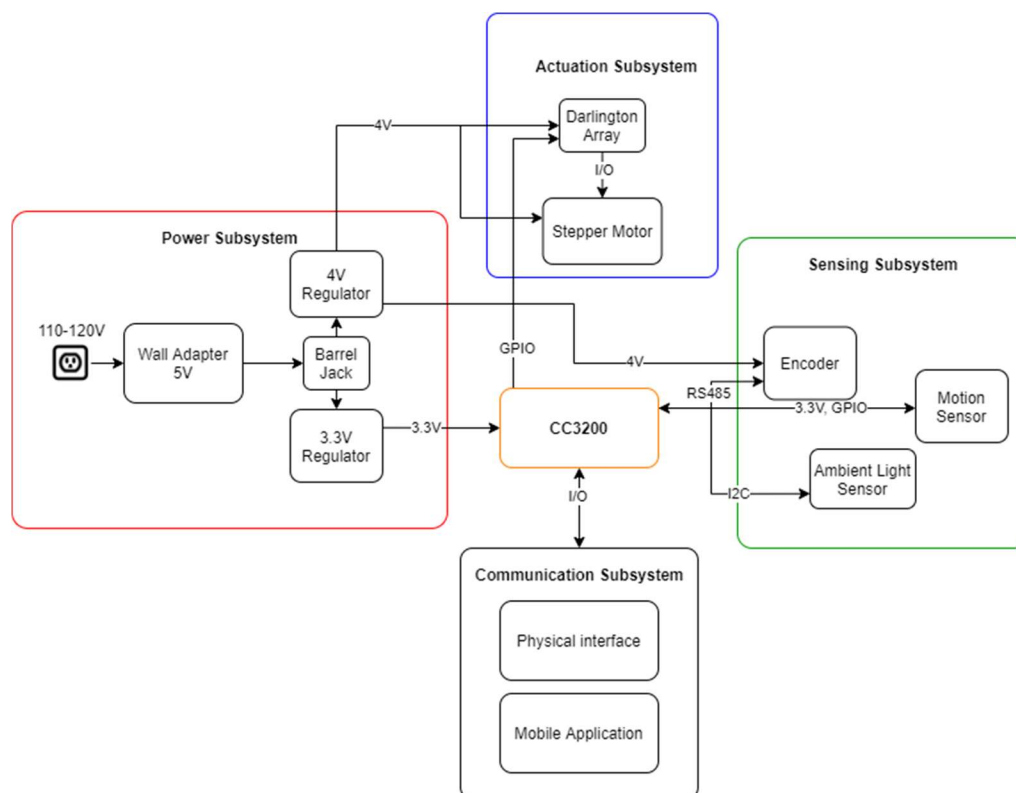 Actuation Subsystem
Darlington
Array
4V
I/O
Stepper Motor
Power Subsystem
4V
Regulator
110-120V
Wall Adapter
5V
Barrel
Jack
3.3V
Regulator
3.3V
GPIO
CC3200
Sensing Subsystem
Encoder
4V
RS485
3.3V, GPIO
Motion
Sensor
Ambient Light
Sensor
I2C
I/O
Communication Subsystem
Physical interface
Mobile Application